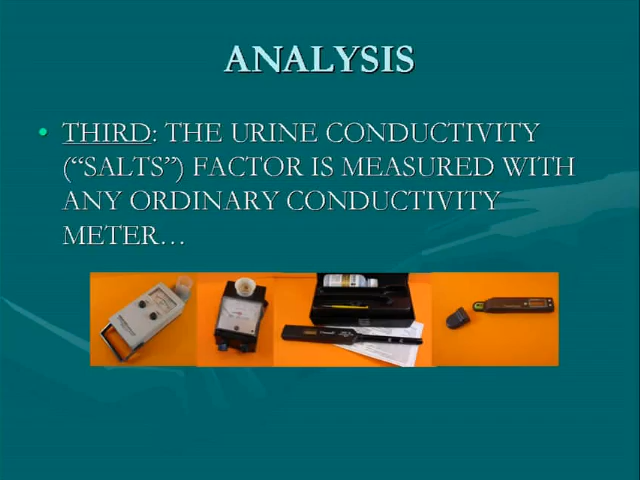 ANALYSIS
• THIRD: THE URINE CONDUCTIVITY
(“SALTS”) FACTOR IS MEASURED WITH
ANY ORDINARY CONDUCTIVITY
METER…